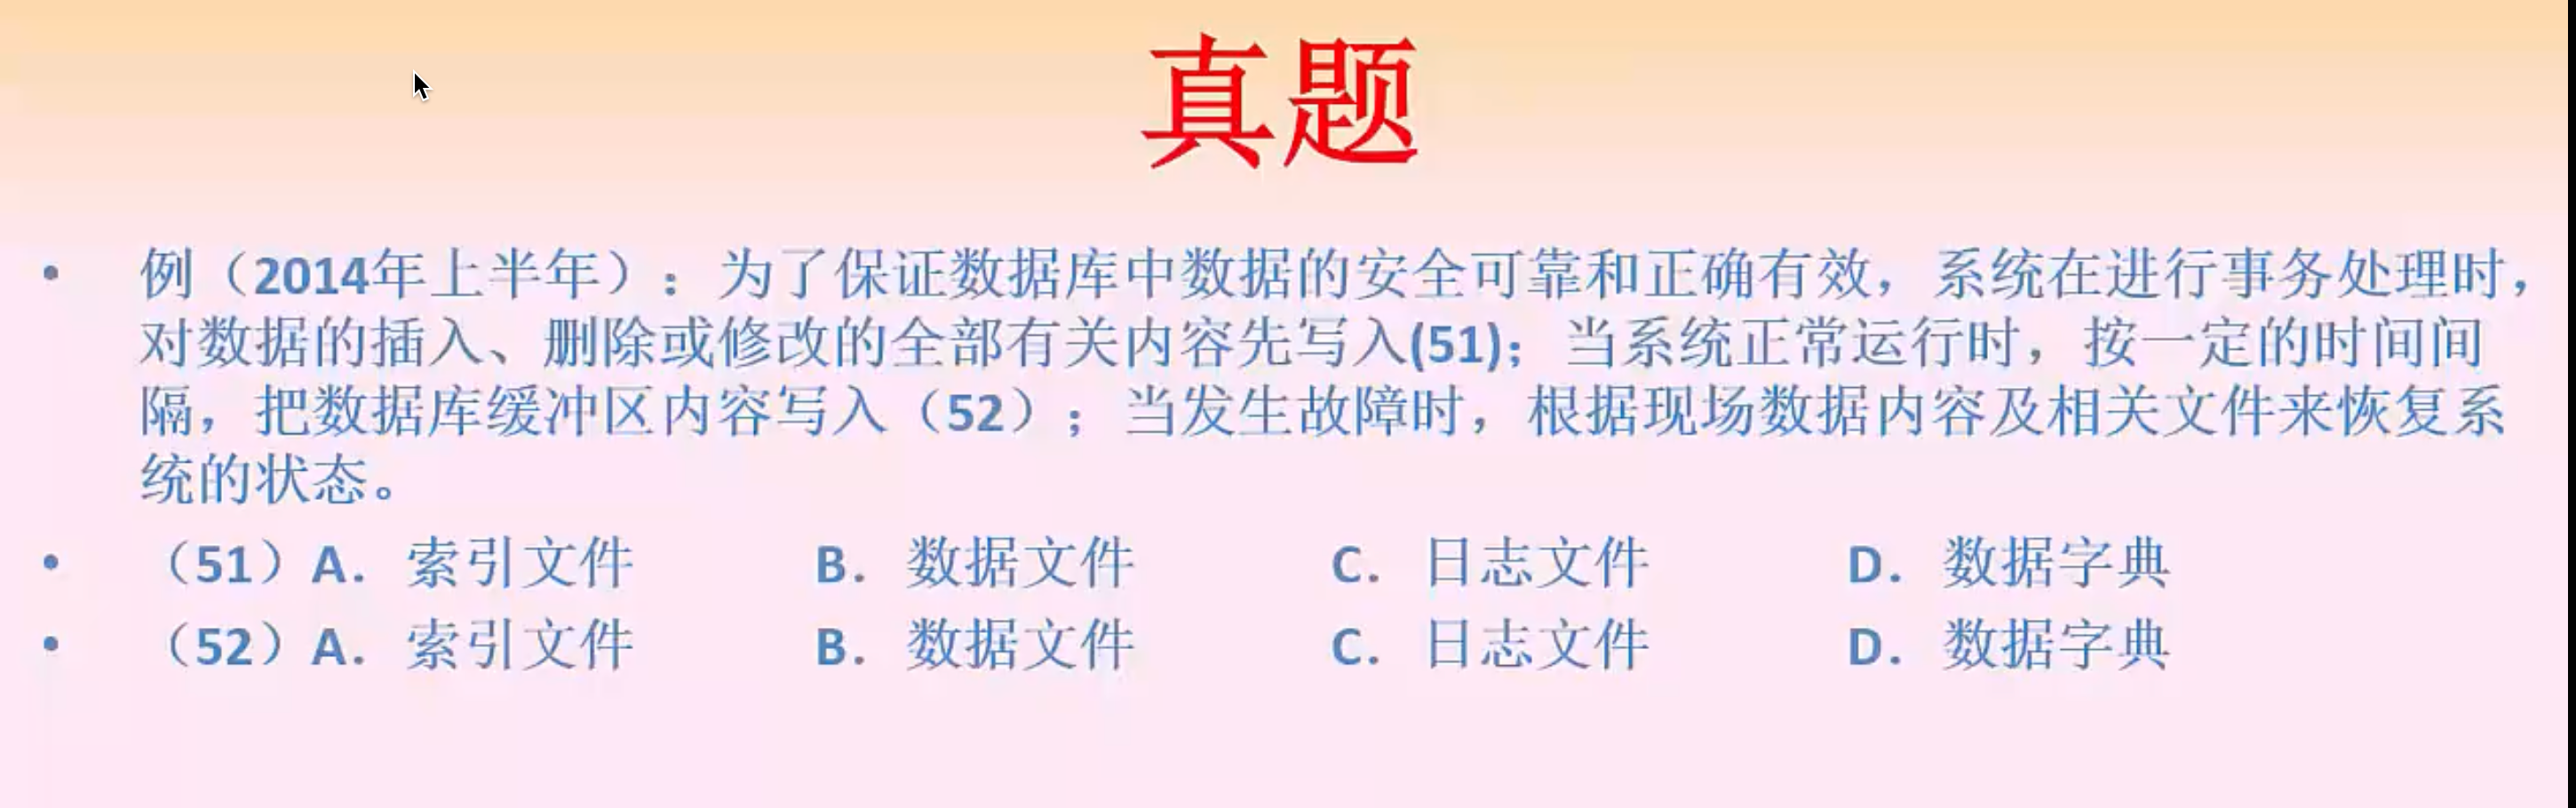 真题
• 例（2014年上半年）：为了保证数据库中数据的安全可靠和正确有效，系统在进行事务处理时，
对数据的插入、删除或修改的全部有关内容先写入(51)；当系统正常运行时，按一定的时间间
隔，把数据库缓冲区内容写入（52）；当发生故障时，根据现场数据内容及相关文件来恢复系
统的状态。
• （51）A. 索引文件 B. 数据文件 C. 日志文件 D. 数据字典
• （52）A. 索引文件 B. 数据文件 C. 日志文件 D. 数据字典